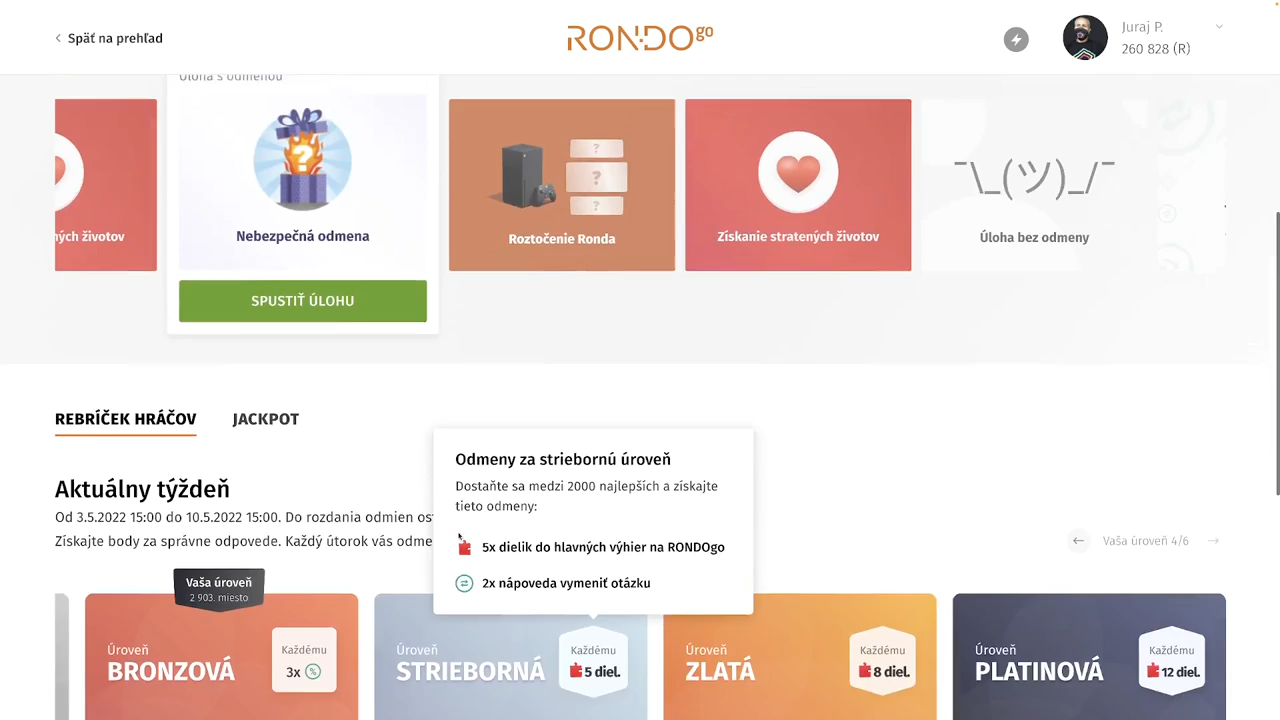 Späť na prehľad
RONDOgo
Juraj P.
260 828 (R)
Úloha s odmenou
ných životov
?
Nebezpečná odmena
SPUSTIŤ ÚLOHU
?
?
?
Roztočenie Ronda
Získanie stratených životov
¯\_(ツ)_/¯
Úloha bez odmeny
REBRÍČEK HRÁČOV
JACKPOT
Aktuálny týždeň
Od 3.5.2022 15:00 do 10.5.2022 15:00. Do rozdania odmien os
Získajte body za správne odpovede. Každý útorok vás odme
Odmeny za striebornú úroveň
Dostaňte sa medzi 2000 najlepších a získajte
tieto odmeny:
5x dielik do hlavných výhier na RONDOgo
2x nápoveda vymeniť otázku
Vaša úroveň 4/6
Vaša úroveň
2 903. miesto
Úroveň
BRONZOVÁ
Každému
3x %
Úroveň
STRIEBORNÁ
Každému
5 diel.
Úroveň
ZLATÁ
Každému
8 diel.
Úroveň
PLATINOVÁ
Každému
12 diel.